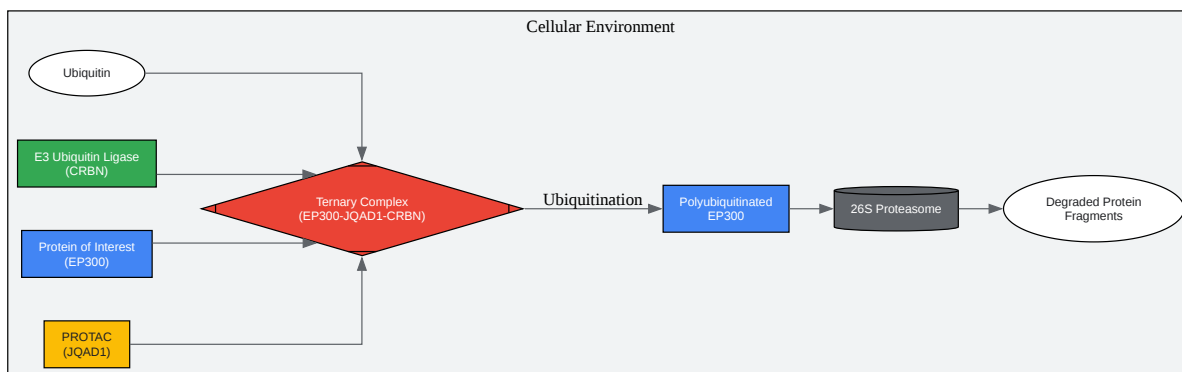 Cellular Environment
Ubiquitin
E3 Ubiquitin Ligase
(CRBN)
Protein of Interest
(EP300)
PROTAC
(JQAD1)
Ternary Complex
(EP300-JQAD1-CRBN)
Ubiquitination
Polyubiquitinated
EP300
26S Proteasome
Degraded Protein
Fragments